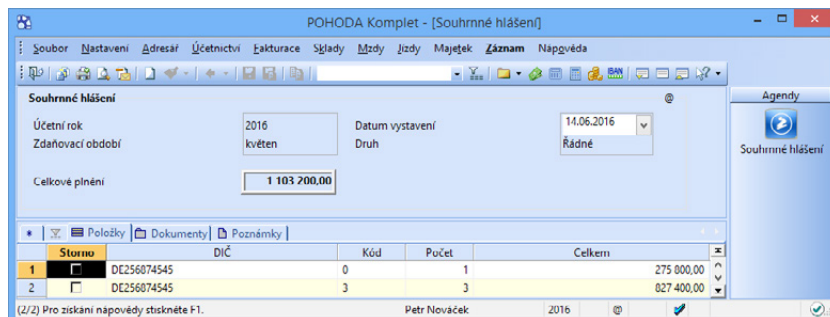 POHODA Komplet - [Souhrnné hlášení]
Soubor Nastavení Adresář Účetnictví Fakturace Sklady Mzdy Jízdy Majetek Záznam Nápověda
Souhrnné hlášení @ Agendy
Účetní rok 2016 Datum vystavení 14.06.2016
Zdaňovací období květen Druh Řádné
Souhrnné hlášení
Celkové plnění 1 103 200,00
* Položky Dokumenty Poznámky
Storno DIČ Kód Počet Celkem
1 DE256874545 0 1 275 800,00
2 DE256874545 3 3 827 400,00
(2/2) Pro získání nápovědy stiskněte F1. Petr Nováček 2016 @